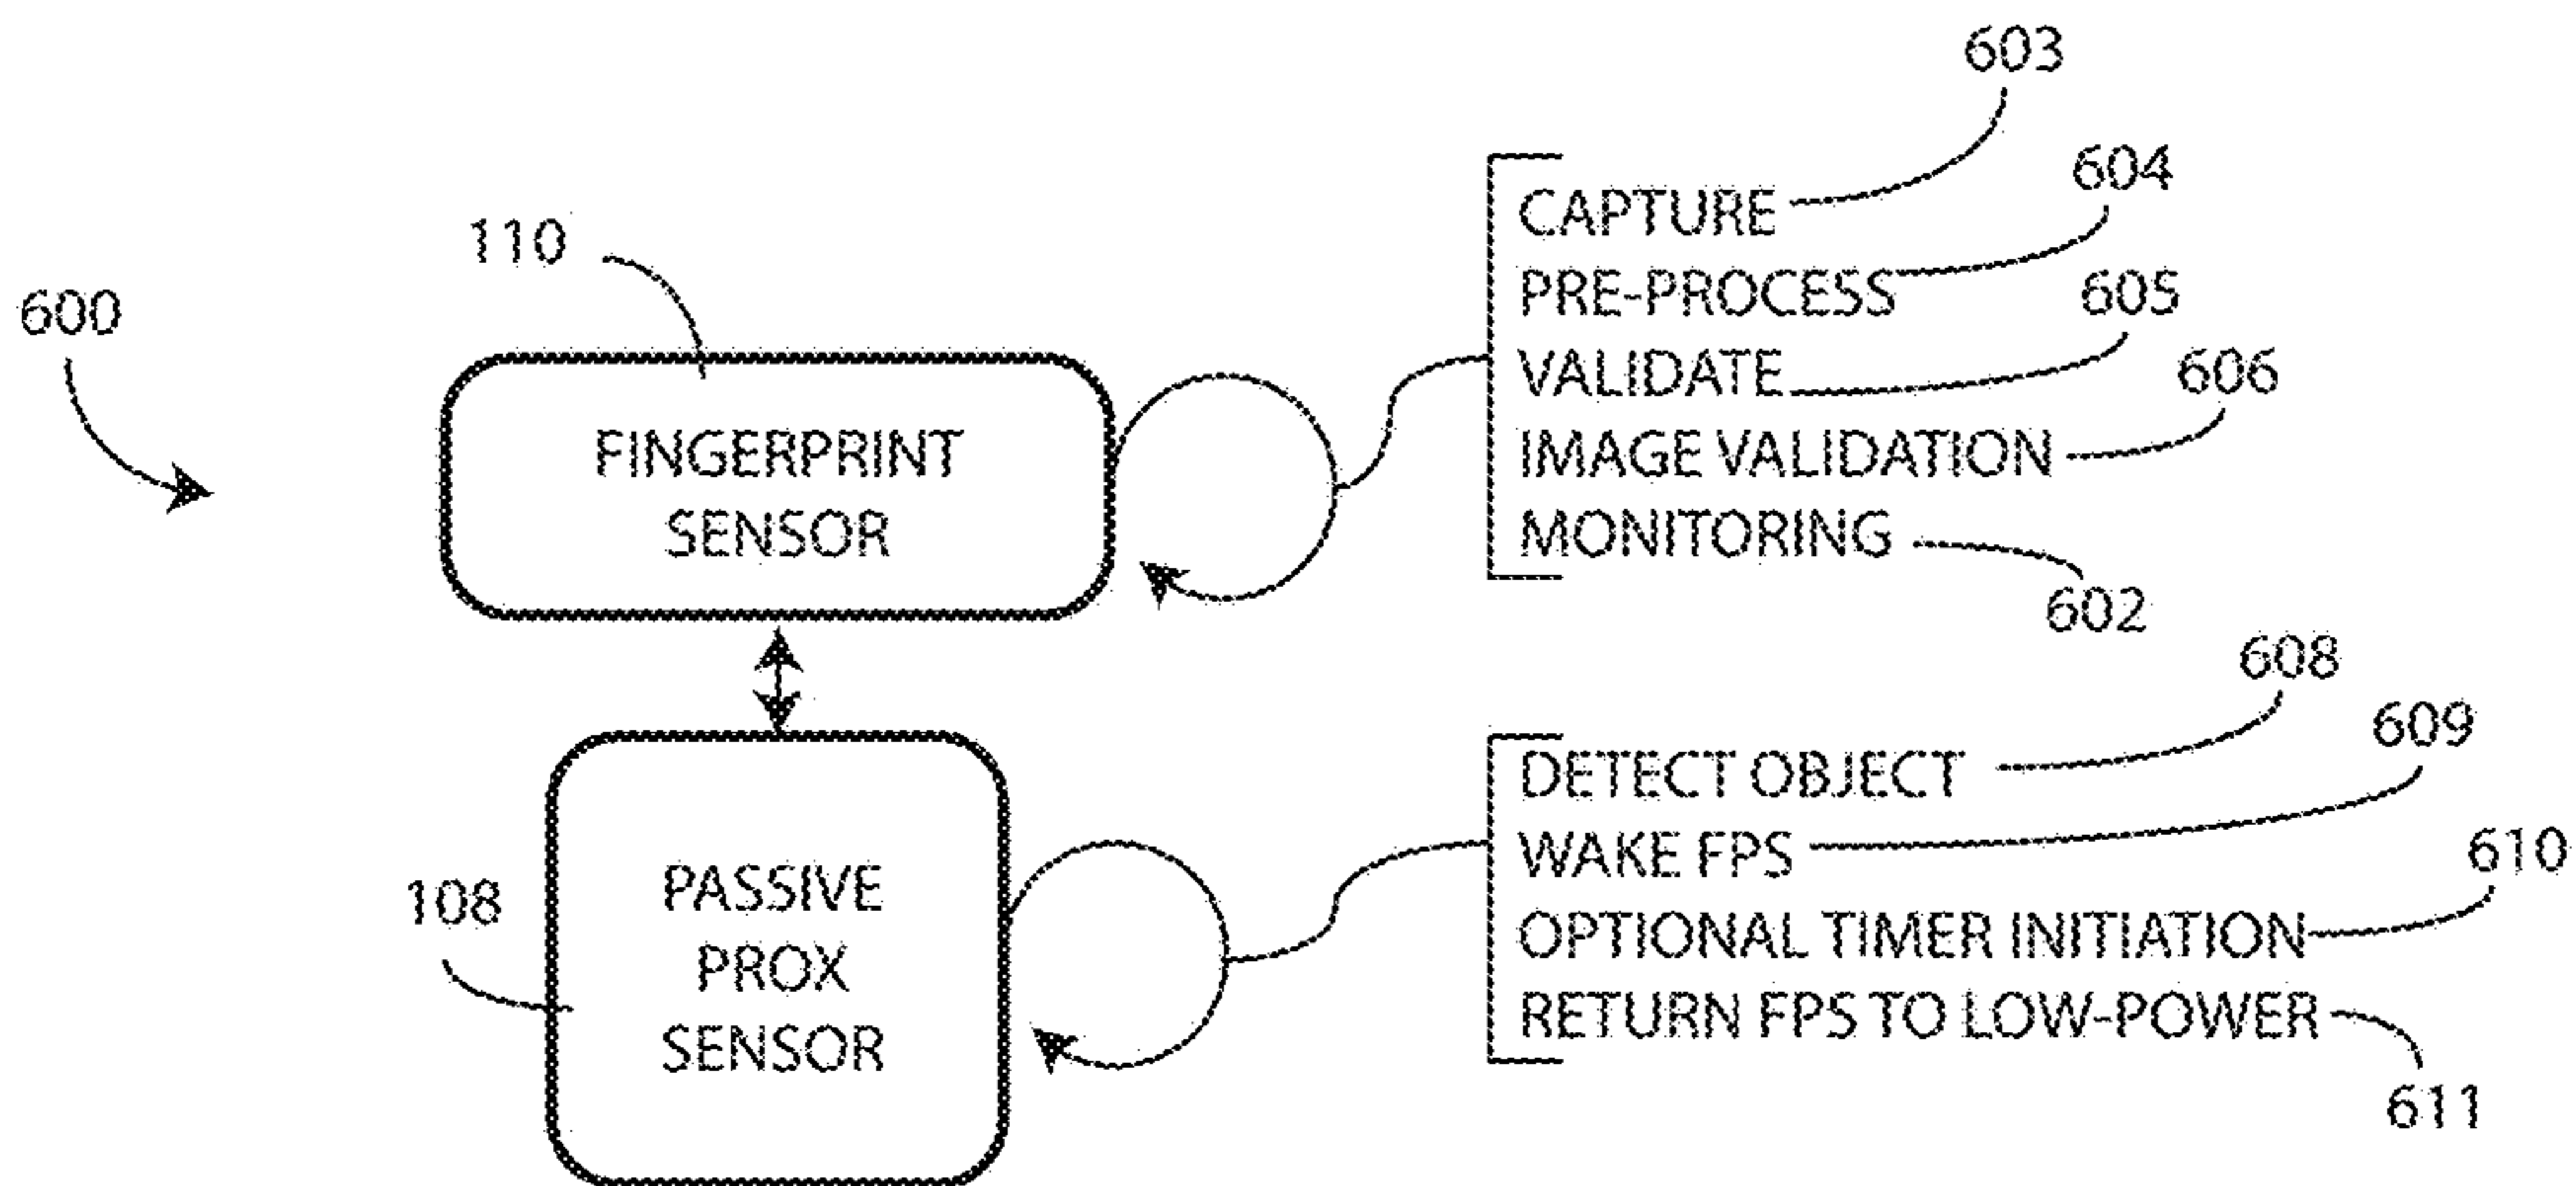 603
604
CAPTURE
110
PRE-PROCESS
605
600
VALIDATE
606
FINGERPRINT
SENSOR
IMAGE VALIDATION
MONITORING
602
608
609
DETECT OBJECT
WAKE FPS
610
108
PASSIVE
PROX
SENSOR
OPTIONAL TIMER INITIATION
RETURN FPS TO LOW-POWER
611